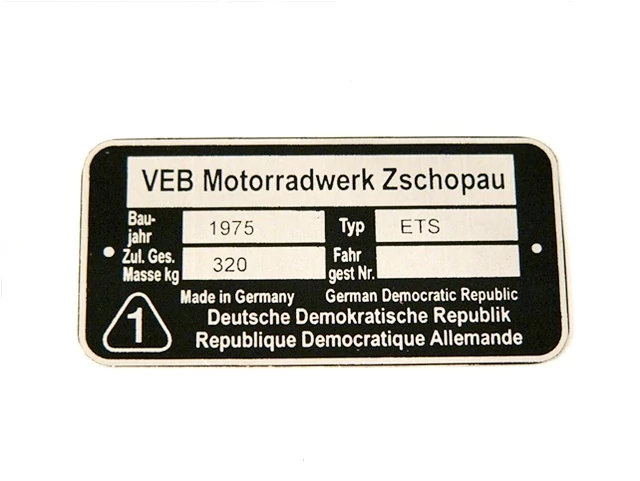 VEB Motorradwerk Zschopau
Bau-
jahr 1975 Typ ETS
Zul. Ges. Fahr
Masse kg 320 gest Nr.
Made in Germany German Democratic Republic
1 Deutsche Demokratische Republik
Republique Democratique Allemande